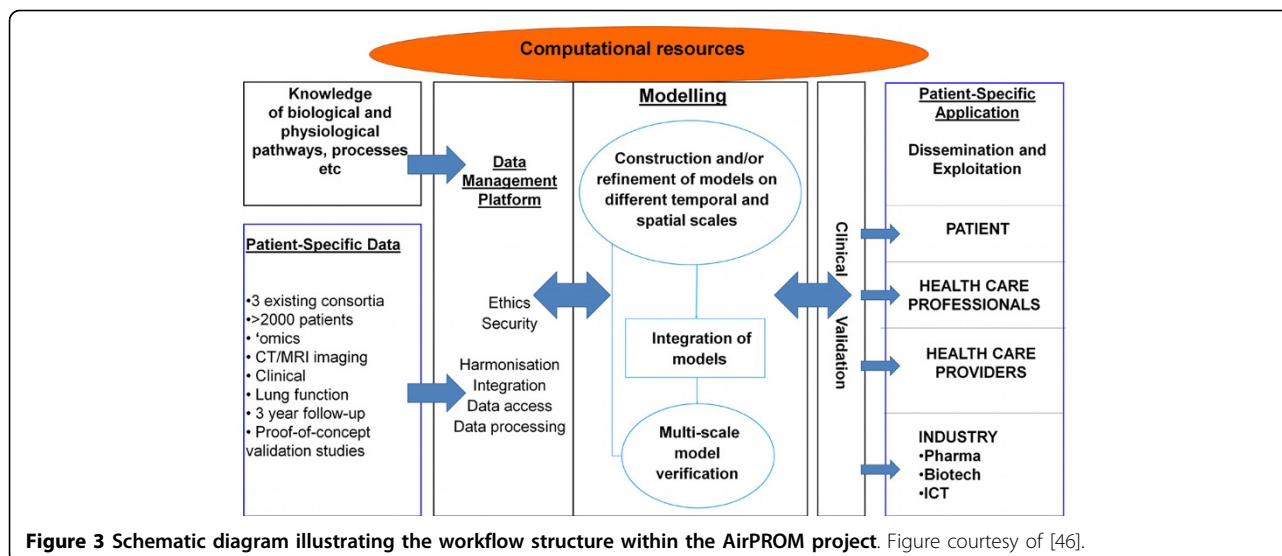 Computational resources
Knowledge
of biological and
physiological
pathways, processes
etc
Patient-Specific Data
•3 existing consortia
•>2000 patients
• ‘omics
• CT/MRI imaging
• Clinical
• Lung function
• 3 year follow-up
• Proof-of-concept
validation studies
Data
Management
Platform
Ethics
Security
Harmonisation
Integration
Data access
Data processing
Modelling
Construction and/or
refinement of models on
different temporal and
spatial scales
Integration of
models
Multi-scale
model
verification
Clinical Validation
Patient-Specific
Application
Dissemination and
Exploitation
PATIENT
HEALTH CARE
PROFESSIONALS
HEALTH CARE
PROVIDERS
INDUSTRY
•Pharma
•Biotech
•ICT
Figure 3 Schematic diagram illustrating the workflow structure within the AirPROM project. Figure courtesy of [46].